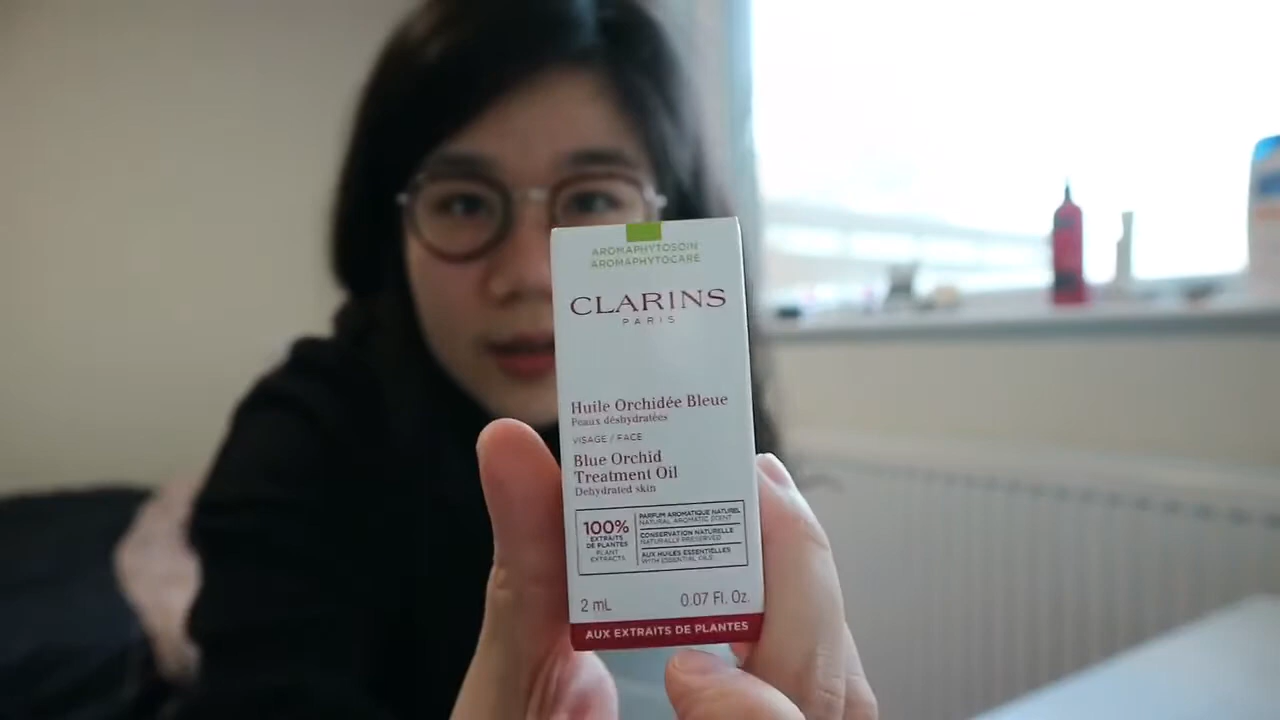 AROMAPHYTOSOIN
AROMAPHYTOCARE
CLARINS
PARIS
Huile Orchidée Bleue
Peaux déshydratées
VISAGE / FACE
Blue Orchid
Treatment Oil
Dehydrated skin
100%
EXTRAITS
DE PLANTES
PLANT
EXTRACTS
PARFUM AROMATIQUE NATUREL
NATURAL AROMATIC SCENT
CONSERVATION NATURELLE
NATURALLY PRESERVED
AUX HUILES ESSENTIELLES
WITH ESSENTIAL OILS
2 mL 0.07 Fl. Oz.
AUX EXTRAITS DE PLANTES